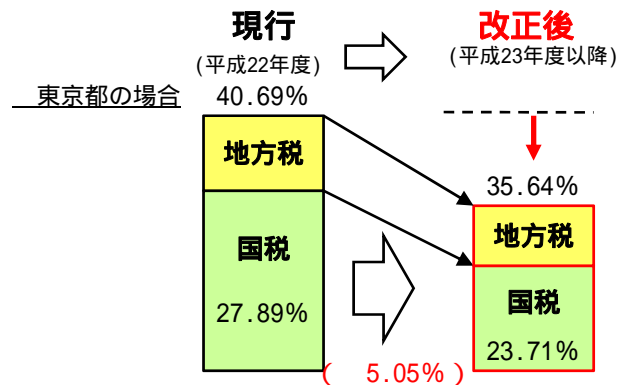 現行
(平成22年度)
改正後
(平成23年度以降)
東京都の場合
40.69%
地方税
国税
27.89%
35.64%
地方税
国税
23.71%
( 5.05% )